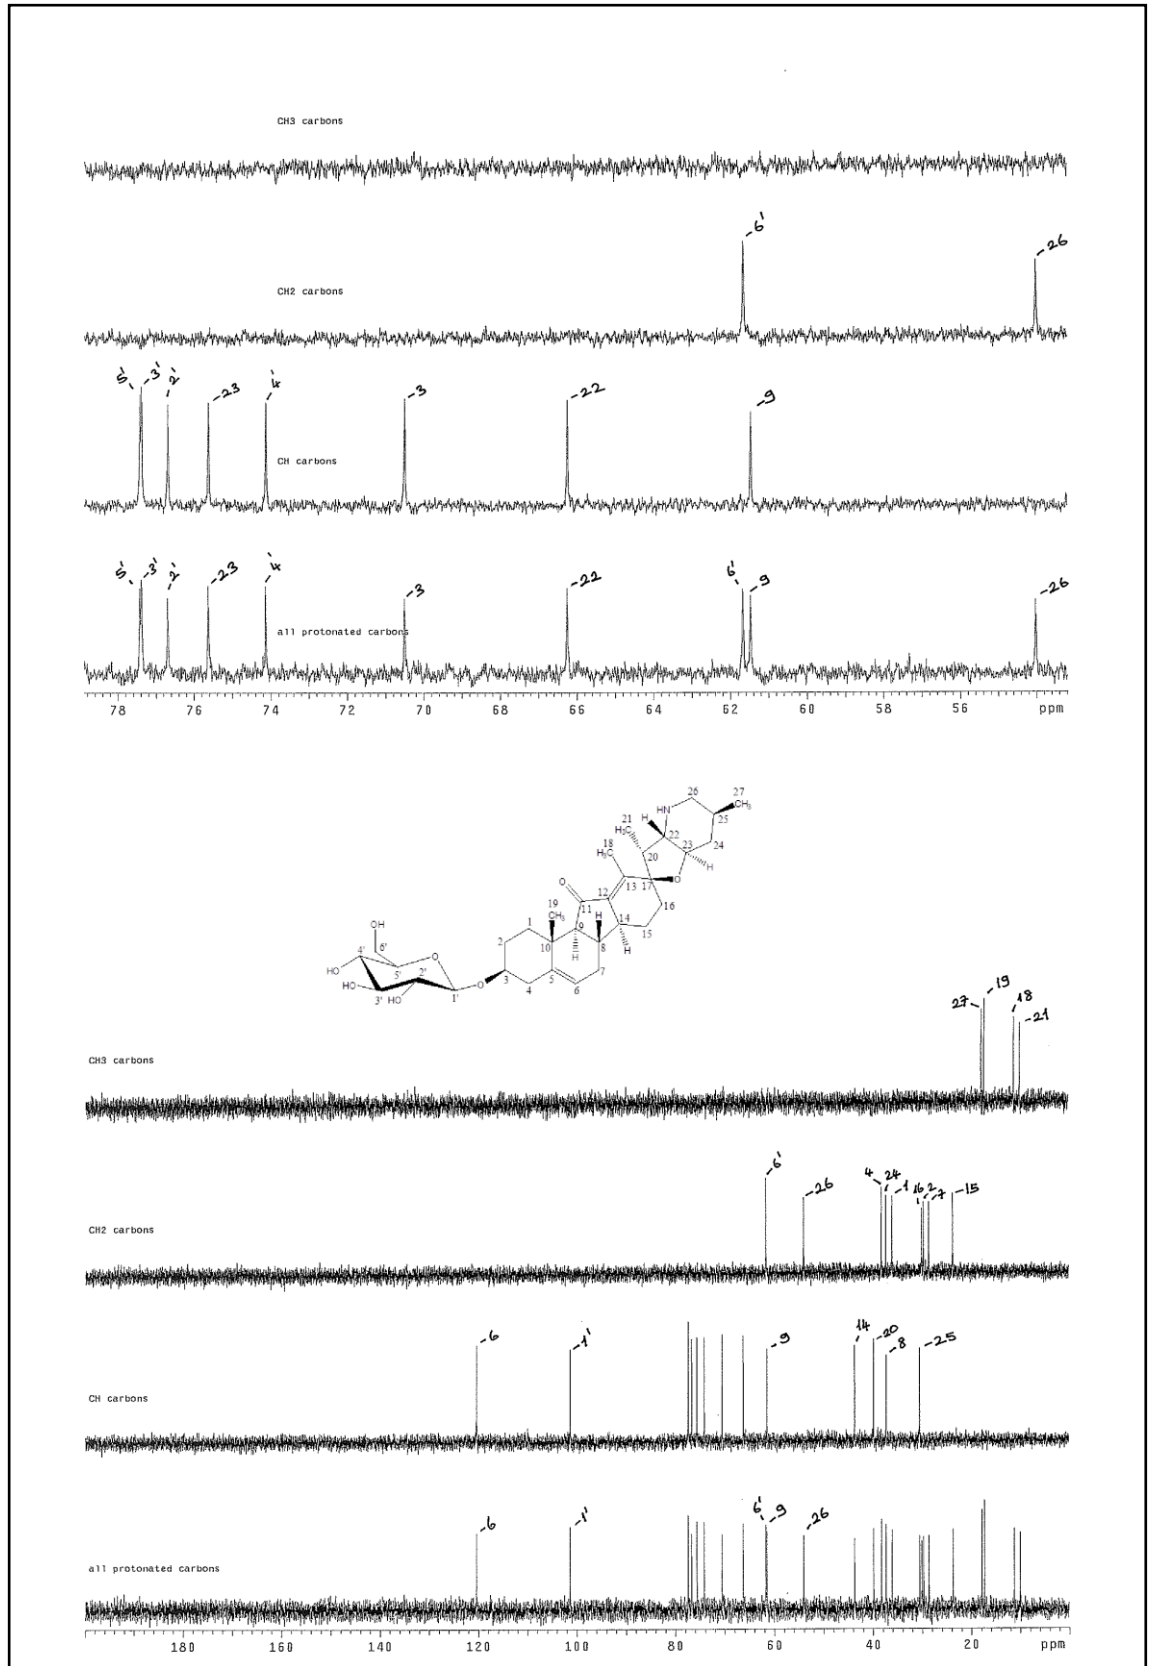 CH3 carbons
-6' -26
CH2 carbons
5' -3' 2' -23 4' -3 -22 -9
CH carbons
5' -3' 2' -23 4' -3 -22 6' -9 -26
all protonated carbons
78 76 74 72 70 68 66 64 62 60 58 56 ppm
26 27
HN CH₃
21 H 25
H₃C 22
18 20 23 24
H₃C O H
O 12 13 17
19 11 16
CH₃ H 14 15
1 9
OH 2 10 8 H
6' H
4' O 5 7
HO 5' 3 4 6
HO 2' O
3' HO 1'
27 -19 18 -21
CH3 carbons
-6' -26 4 24 -1 16 2 -7 -15
CH2 carbons
-6 -1' -9 14 -20 -8 -25
CH carbons
-6 -1' 6' -9 -26
all protonated carbons
180 160 140 120 100 80 60 40 20 ppm